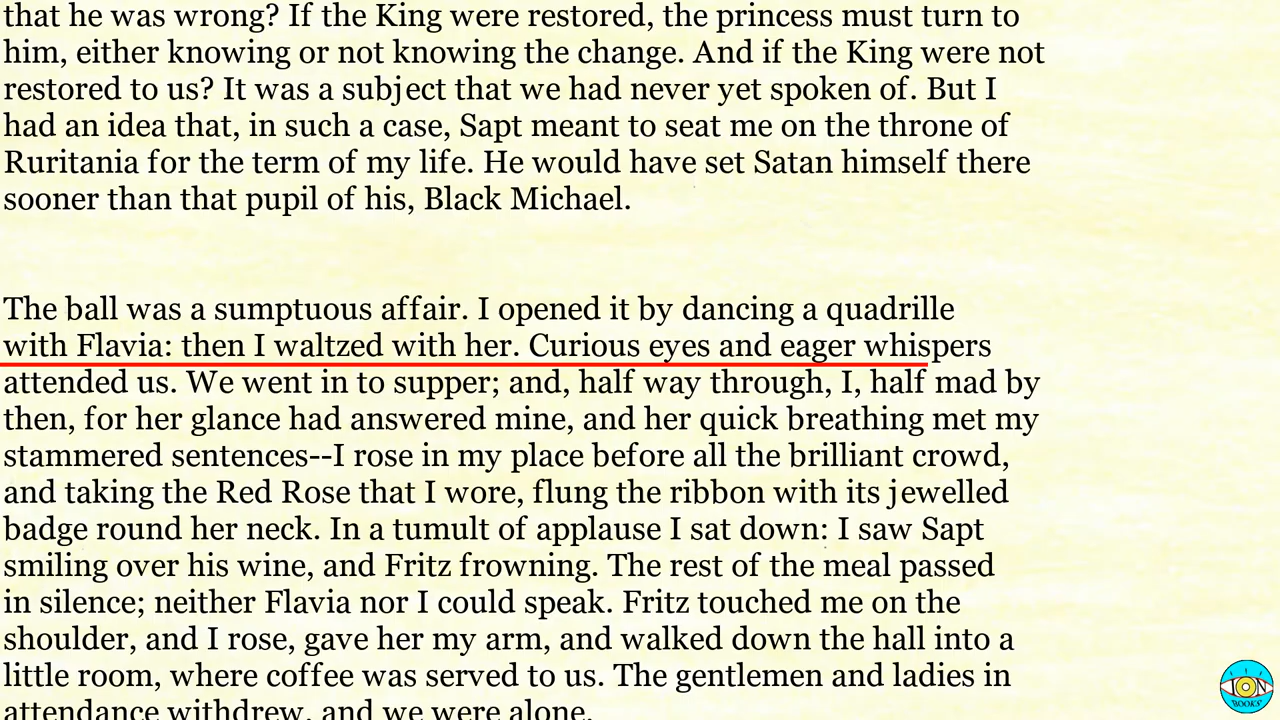 that he was wrong? If the King were restored, the princess must turn to
him, either knowing or not knowing the change. And if the King were not
restored to us? It was a subject that we had never yet spoken of. But I
had an idea that, in such a case, Sapt meant to seat me on the throne of
Ruritania for the term of my life. He would have set Satan himself there
sooner than that pupil of his, Black Michael.
The ball was a sumptuous affair. I opened it by dancing a quadrille
with Flavia: then I waltzed with her. Curious eyes and eager whispers
attended us. We went in to supper; and, half way through, I, half mad by
then, for her glance had answered mine, and her quick breathing met my
stammered sentences--I rose in my place before all the brilliant crowd,
and taking the Red Rose that I wore, flung the ribbon with its jewelled
badge round her neck. In a tumult of applause I sat down: I saw Sapt
smiling over his wine, and Fritz frowning. The rest of the meal passed
in silence; neither Flavia nor I could speak. Fritz touched me on the
shoulder, and I rose, gave her my arm, and walked down the hall into a
little room, where coffee was served to us. The gentlemen and ladies in
attendance withdrew, and we were alone.
ION
BOOKS